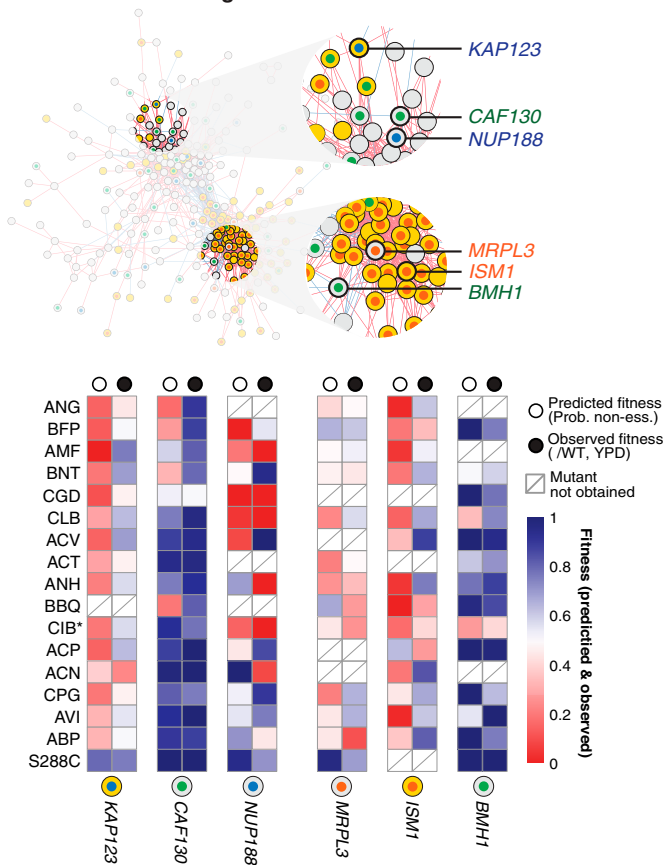 KAP123
CAF130
NUP188
MRPL3
ISM1
BMH1
ANG
BFP
AMF
BNT
CGD
CLB
ACV
ACT
ANH
BBQ
CIB*
ACP
ACN
CPG
AVI
ABP
S288C
Predicted fitness
(Prob. non-ess.)
Observed fitness
( /WT, YPD)
Mutant
not obtained
1
0.8
0.6
0.4
0.2
0
Fitness (predictied & observed)
KAP123
CAF130
NUP188
MRPL3
ISM1
BMH1